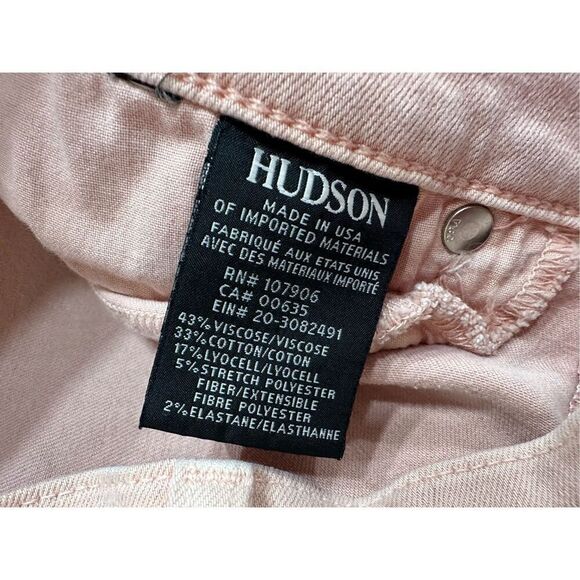 HUDSON
MADE IN USA
OF IMPORTED MATERIALS
FABRIQUÉ AUX ETATS UNIS
AVEC DES MATERIAUX IMPORTÉ
RN# 107906
CA# 00635
EIN# 20-3082491
43% VISCOSE/VISCOSE
33% COTTON/COTON
17% LYOCELL/LYOCELL
5% STRETCH POLYESTER
FIBER/EXTENSIBLE
FIBRE POLYESTER
2% ELASTANE/ELASTHANNE